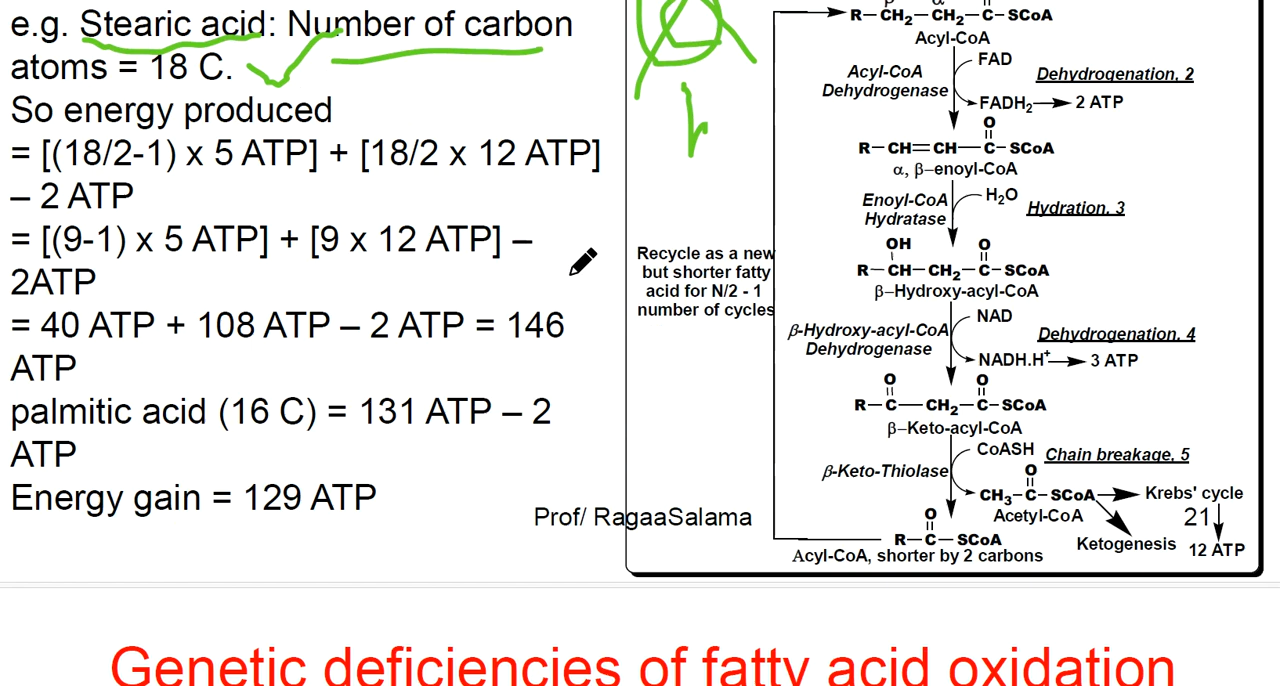 e.g. Stearic acid: Number of carbon
atoms = 18 C.
So energy produced
= [(18/2-1) x 5 ATP] + [18/2 x 12 ATP]
– 2 ATP
= [(9-1) x 5 ATP] + [9 x 12 ATP] –
2ATP
= 40 ATP + 108 ATP – 2 ATP = 146
ATP
palmitic acid (16 C) = 131 ATP – 2
ATP
Energy gain = 129 ATP
Prof/ RagaaSalama
R–CH2–CH2–C–SCoA
Acyl-CoA
FAD
Acyl-CoA
Dehydrogenase
Dehydrogenation, 2
FADH2 2 ATP
O
R–CH=CH–C–SCoA
α, β–enoyl-CoA
Enoyl-CoA
Hydratase
H2O
Hydration, 3
OH O
R–CH–CH2–C–SCoA
β–Hydroxy-acyl-CoA
Recycle as a new
but shorter fatty
acid for N/2 - 1
number of cycles
β-Hydroxy-acyl-CoA
Dehydrogenase
NAD
Dehydrogenation, 4
NADH.H+ 3 ATP
O O
R–C–CH2–C–SCoA
β–Keto-acyl-CoA
CoASH
Chain breakage, 5
β-Keto-Thiolase
O
CH3–C–SCoA Krebs' cycle
Acetyl-CoA
21
Ketogenesis 12 ATP
O
R–C–SCoA
Acyl-CoA, shorter by 2 carbons
Genetic deficiencies of fatty acid oxidation